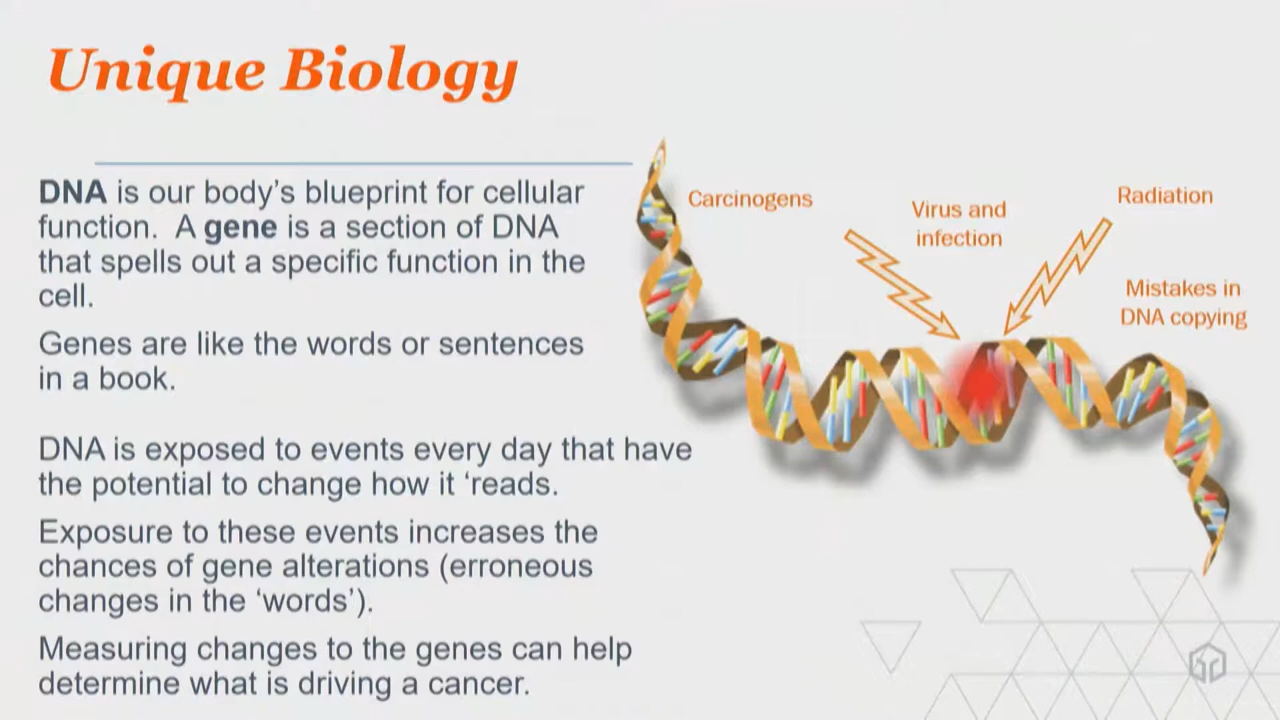 Unique Biology
DNA is our body’s blueprint for cellular
function.  A gene is a section of DNA
that spells out a specific function in the
cell.
Genes are like the words or sentences
in a book.
DNA is exposed to events every day that have
the potential to change how it ‘reads.
Exposure to these events increases the
chances of gene alterations (erroneous
changes in the ‘words’).
Measuring changes to the genes can help
determine what is driving a cancer.
Carcinogens
Virus and
infection
Radiation
Mistakes in
DNA copying